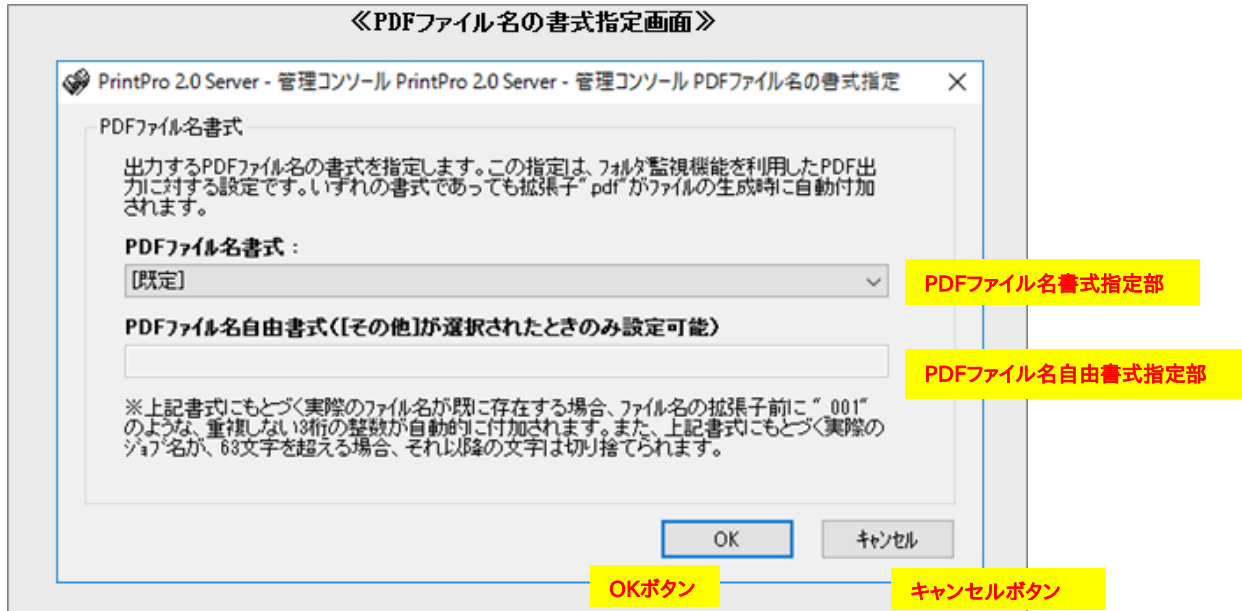 ≪PDFファイル名の書式指定画面≫
PrintPro 2.0 Server - 管理コンソール PrintPro 2.0 Server - 管理コンソール PDFファイル名の書式指定
PDFファイル名書式
出力するPDFファイル名の書式を指定します。この指定は、フォルダ監視機能を利用したPDF出
力に対する設定です。いずれの書式であっても拡張子"pdf"がファイルの生成時に自動付加
されます。
PDFファイル名書式：
[既定]
PDFファイル名書式指定部
PDFファイル名自由書式([その他]が選択されたときのみ設定可能)
PDFファイル名自由書式指定部
※上記書式にもとづく実際のファイル名が既に存在する場合、ファイル名の拡張子前に"_001"
のような、重複しない3桁の整数が自動的に付加されます。また、上記書式にもとづく実際の
ジョブ名が、63文字を超える場合、それ以降の文字は切り捨てられます。
OK
キャンセル
OKボタン
キャンセルボタン